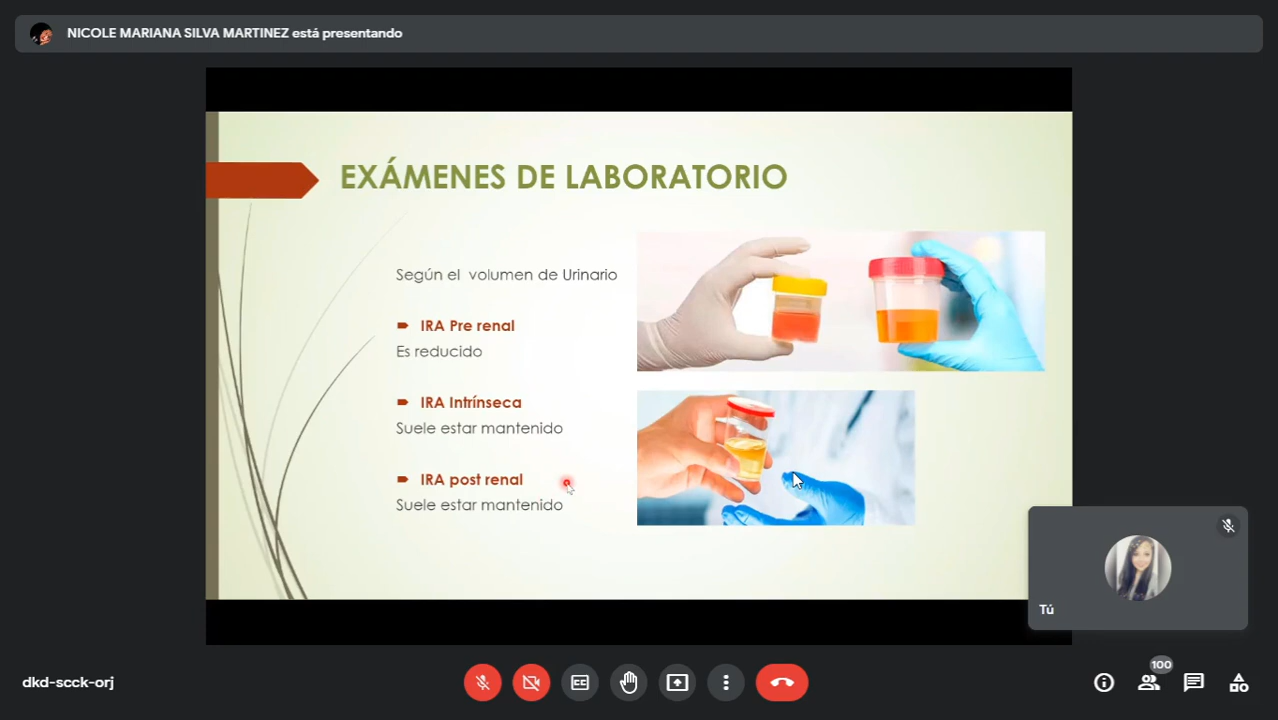 NICOLE MARIANA SILVA MARTINEZ está presentando
EXÁMENES DE LABORATORIO
Según el volumen de Urinario
IRA Pre renal
Es reducido
IRA Intrínseca
Suele estar mantenido
IRA post renal
Suele estar mantenido
Tú
dkd-scck-orj
CC
100